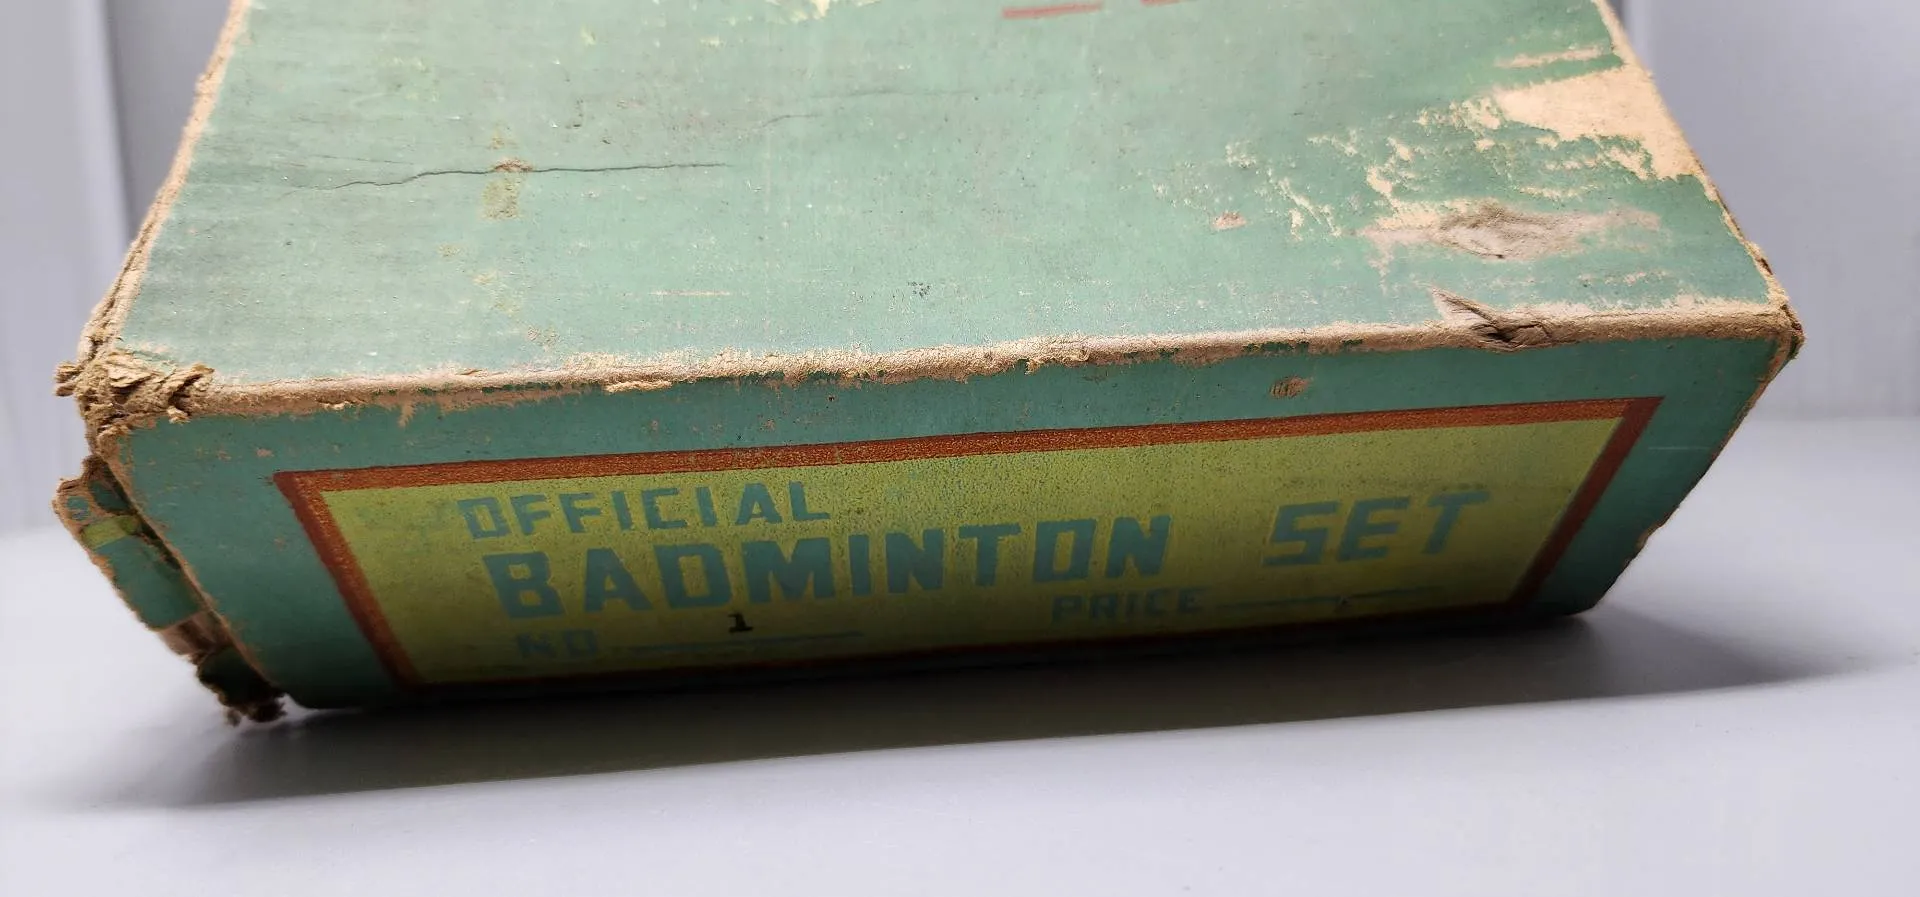 OFFICIAL
BADMINTON SET
NO 1 PRICE